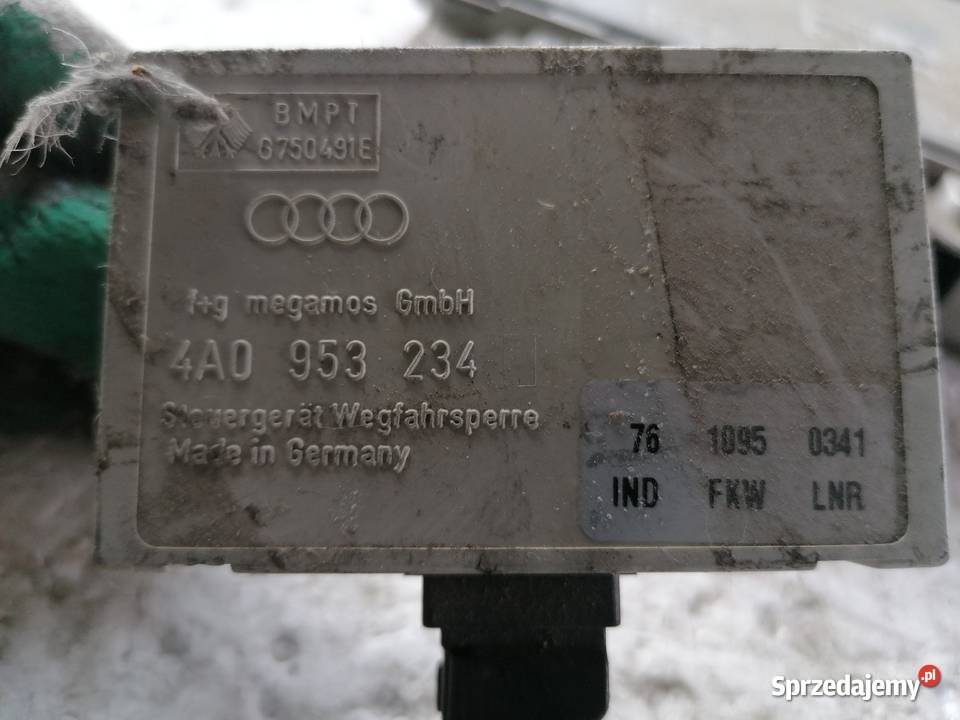 BMPT
G750491E
f+g megamos GmbH
4A0 953 234
Steuergerät Wegfahrsperre
Made in Germany
76 1095 0341
IND FKW LNR
Sprzedajemy.pl